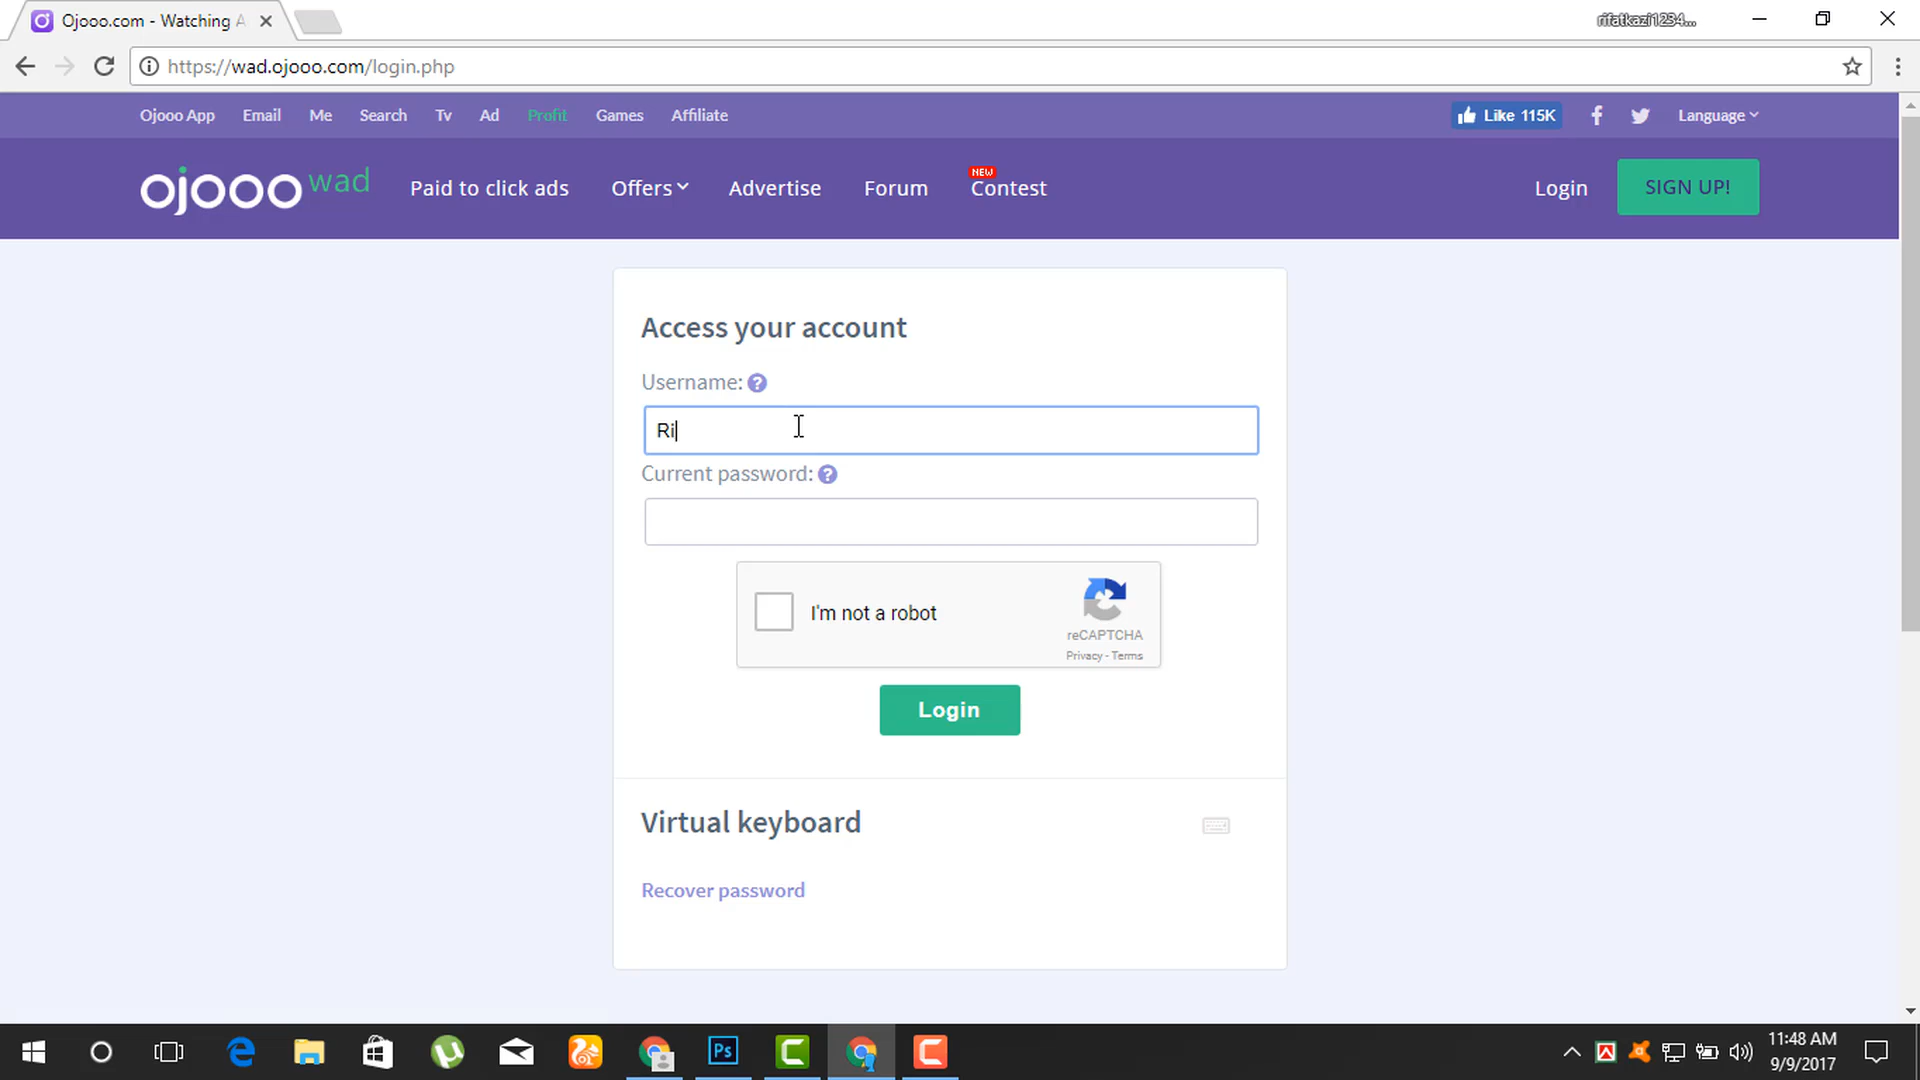 Ojooo.com - Watching A
rifatkazi1234...
https://wad.ojooo.com/login.php
Ojooo App Email Me Search Tv Ad Profit Games Affiliate
Like 115K
Language
ojooo wad
Paid to click ads Offers Advertise Forum Contest
NEW
Login SIGN UP!
Access your account
Username: ?
Ri
Current password: ?
I'm not a robot
reCAPTCHA
Privacy - Terms
Login
Virtual keyboard
Recover password
Ps
11:48 AM
9/9/2017